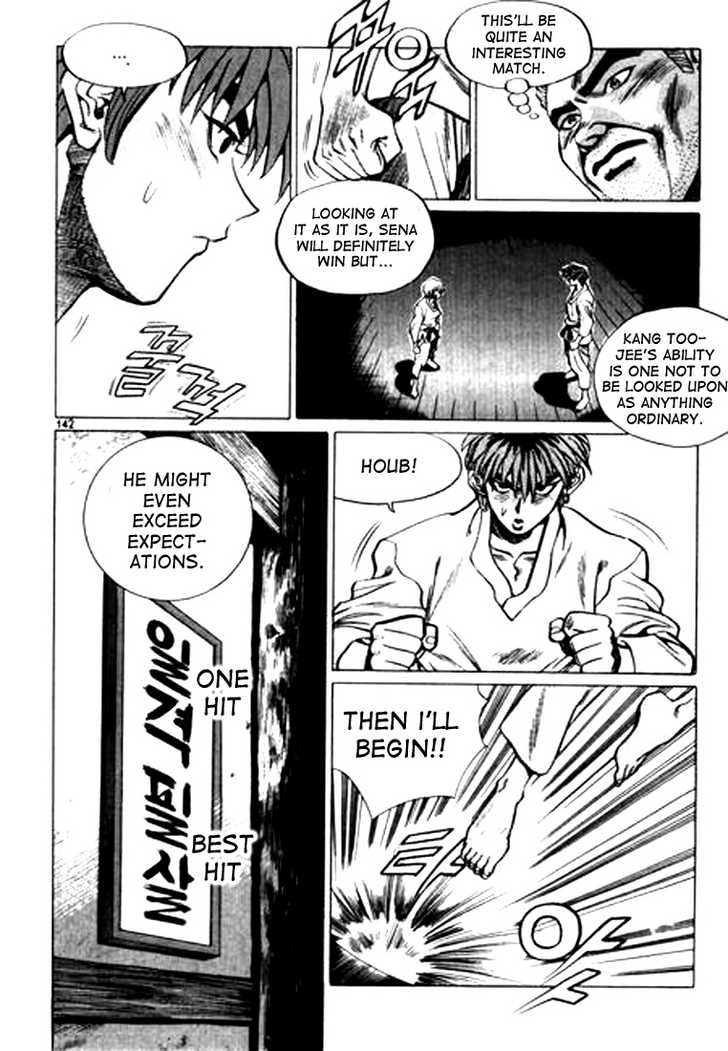 ...
THIS'LL BE
QUITE AN
INTERESTING
MATCH.
LOOKING AT
IT AS IT IS, SENA
WILL DEFINITELY
WIN BUT...
KANG TOO-
JEE'S ABILITY
IS ONE NOT TO
BE LOOKED UPON
AS ANYTHING
ORDINARY.
142
HE MIGHT
EVEN
EXCEED
EXPECT-
ATIONS.
ONE
HIT
BEST
HIT
HOUB!
THEN I'LL
BEGIN!!
타
앗